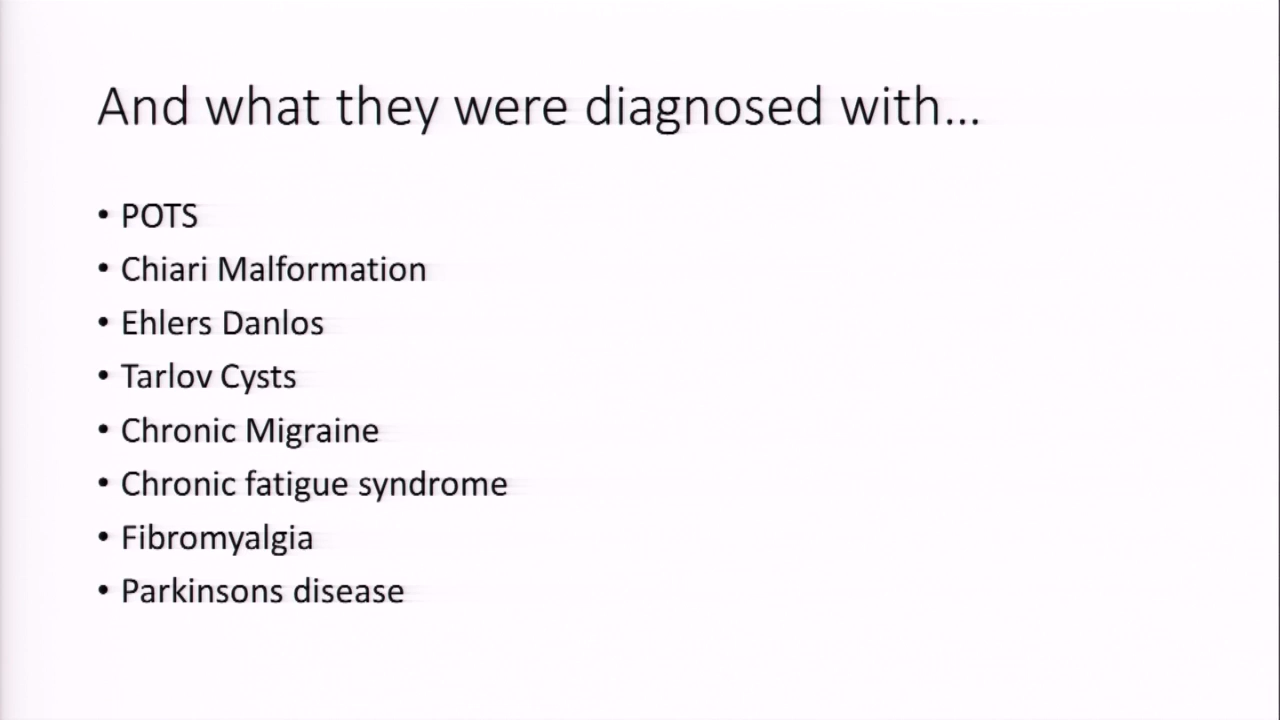 And what they were diagnosed with...
• POTS
• Chiari Malformation
• Ehlers Danlos
• Tarlov Cysts
• Chronic Migraine
• Chronic fatigue syndrome
• Fibromyalgia
• Parkinsons disease